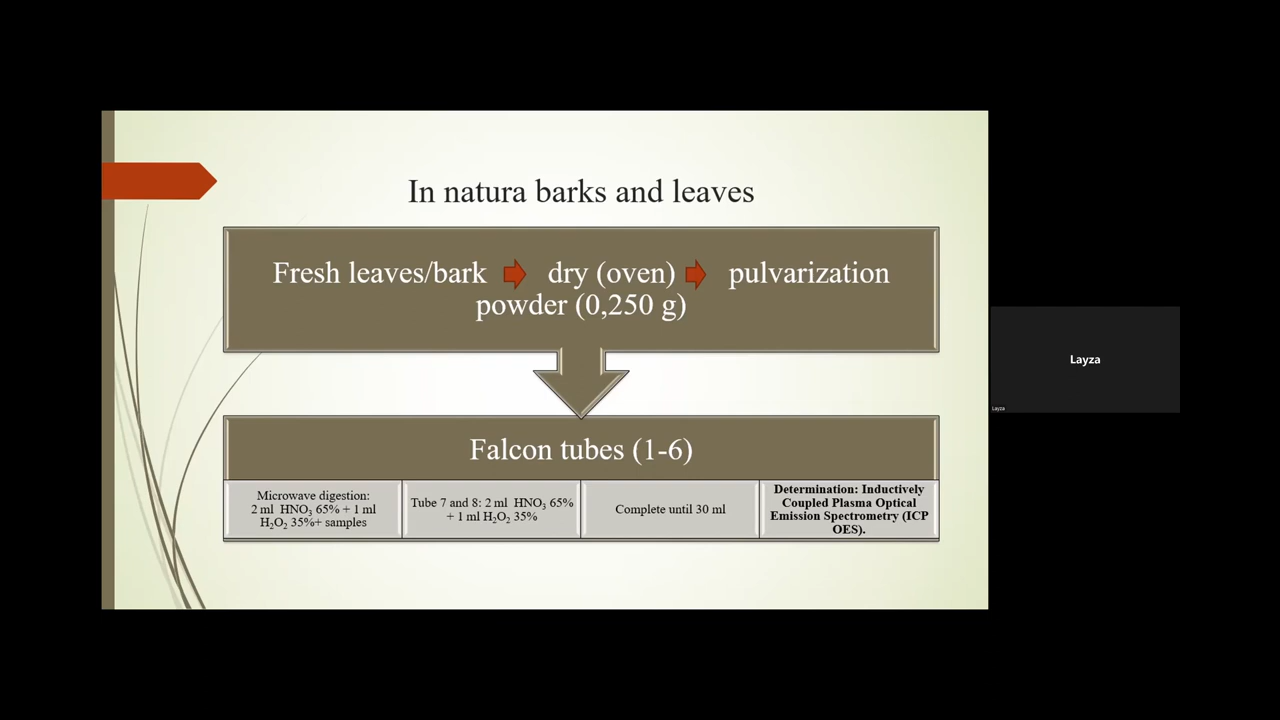 In natura barks and leaves
Fresh leaves/bark dry (oven) pulvarization
powder (0,250 g)
Falcon tubes (1-6)
Microwave digestion:
2 ml HNO₃ 65% + 1 ml
H₂O₂ 35%+ samples
Tube 7 and 8: 2 ml HNO₃ 65%
+ 1 ml H₂O₂ 35%
Complete until 30 ml
Determination: Inductively
Coupled Plasma Optical
Emission Spectrometry (ICP
OES).
Layza
Layza